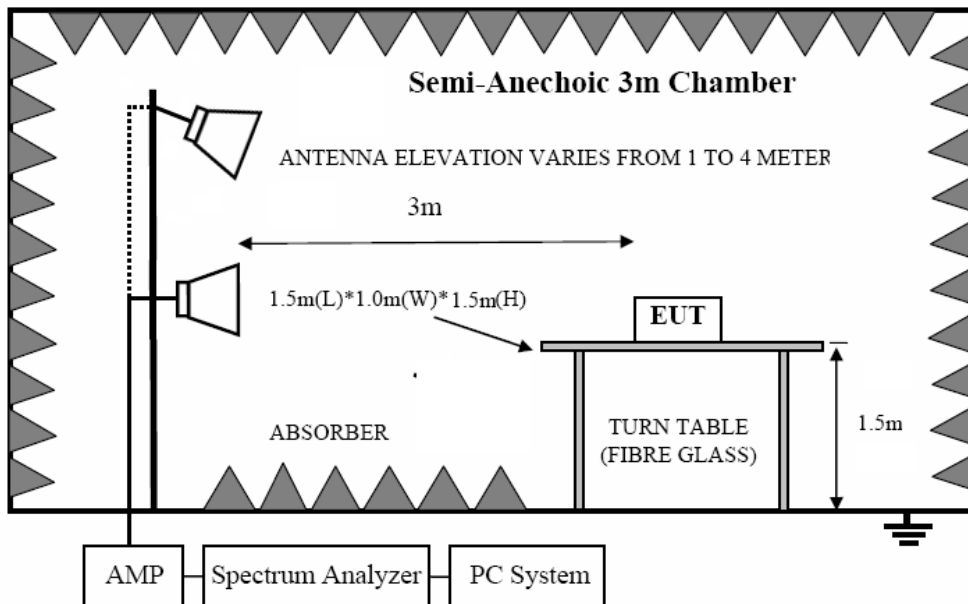 Semi-Anechoic 3m Chamber
ANTENNA ELEVATION VARIES FROM 1 TO 4 METER
3m
1.5m(L)*1.0m(W)*1.5m(H)
EUT
1.5m
ABSORBER
TURN TABLE
(FIBRE GLASS)
AMP
Spectrum Analyzer
PC System